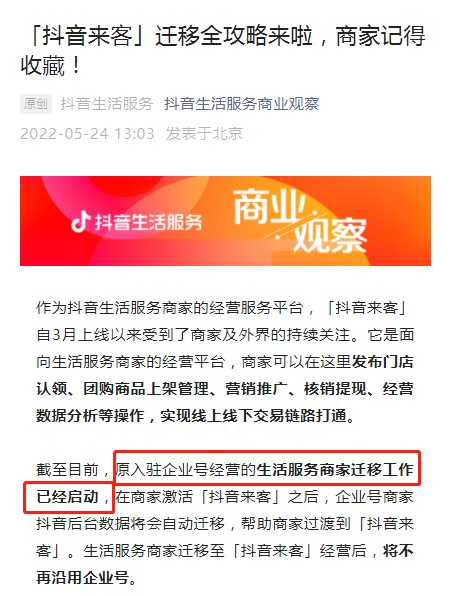 「抖音来客」迁移全攻略来啦，商家记得
收藏！
原创 抖音生活服务 抖音生活服务商业观察
2022-05-24 13:03 发表于北京
抖音生活服务 商业观察
作为抖音生活服务商家的经营服务平台，「抖音来客」
自3月上线以来受到了商家及外界的持续关注。它是面
向生活服务商家的经营平台，商家可以在这里发布门店
认领、团购商品上架管理、营销推广、核销提现、经营
数据分析等操作，实现线上线下交易链路打通。
截至目前，原入驻企业号经营的生活服务商家迁移工作
已经启动，在商家激活「抖音来客」之后，企业号商家
抖音后台数据将会自动迁移，帮助商家过渡到「抖音来
客」。生活服务商家迁移至「抖音来客」经营后，将不
再沿用企业号。